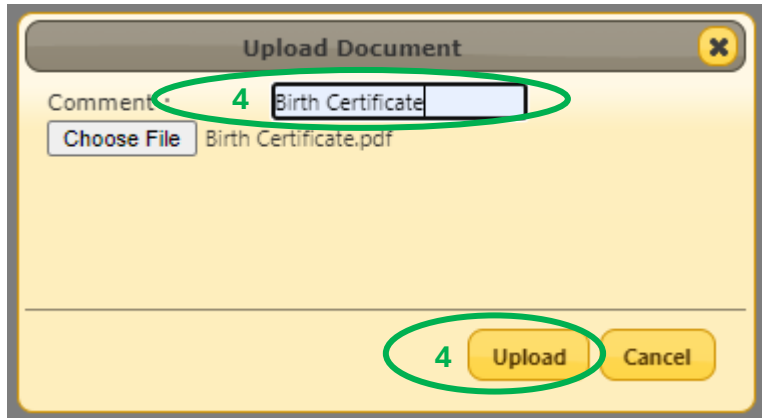 Upload Document
Comment : 4 Birth Certificate
Choose File Birth Certificate.pdf
4 Upload Cancel